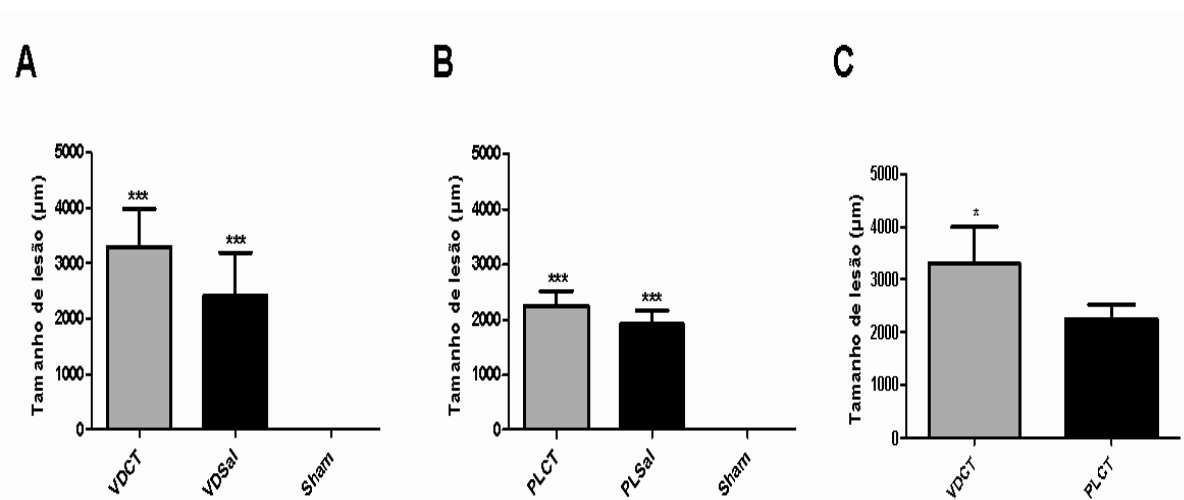 A
Tamanho de lesão (µm)
5000
4000
3000
2000
1000
0
***
***
VDCT
VDSal
Sham
B
Tamanho de lesão (µm)
5000
4000
3000
2000
1000
0
***
***
PLCT
PLSal
Sham
C
Tamanho de lesão (µm)
5000
4000
3000
2000
1000
0
*
VDCT
PLCT